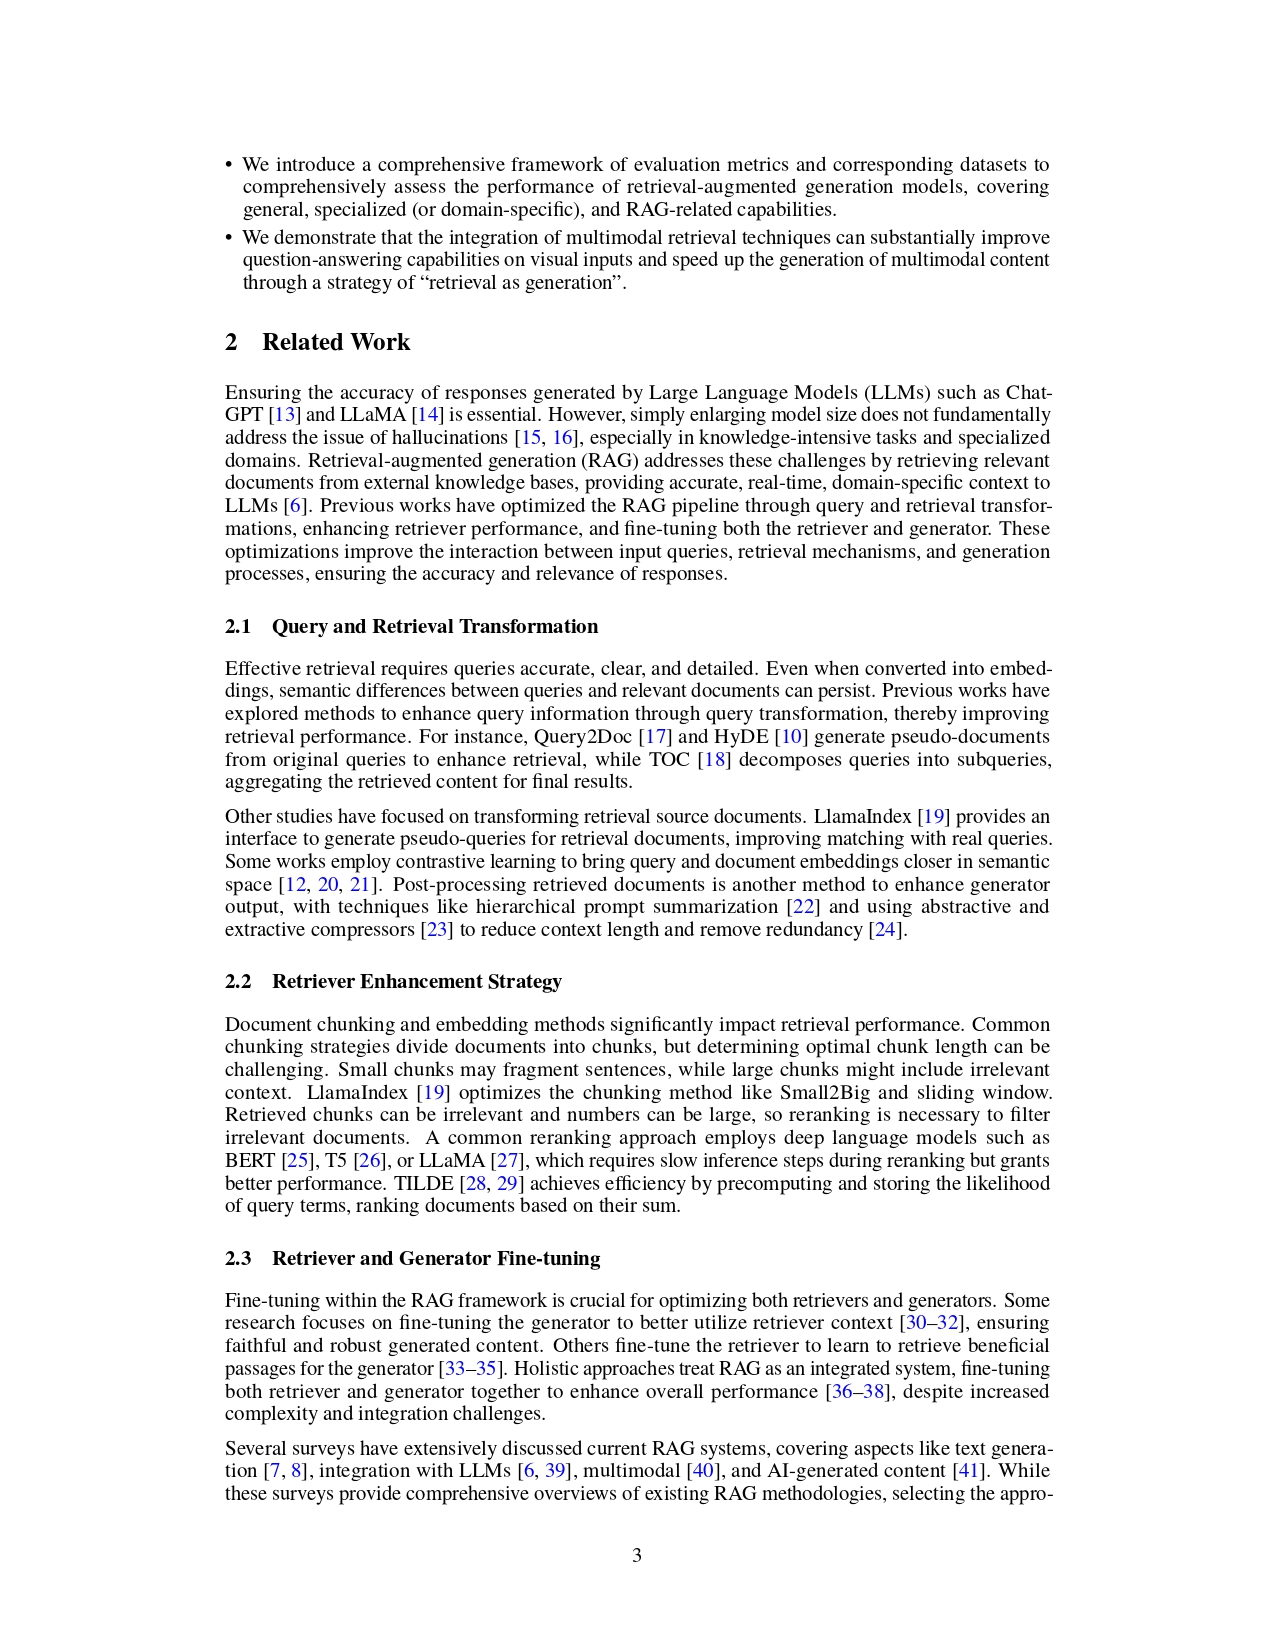 • We introduce a comprehensive framework of evaluation metrics and corresponding datasets to
comprehensively assess the performance of retrieval-augmented generation models, covering
general, specialized (or domain-specific), and RAG-related capabilities.
• We demonstrate that the integration of multimodal retrieval techniques can substantially improve
question-answering capabilities on visual inputs and speed up the generation of multimodal content
through a strategy of “retrieval as generation”.
2 Related Work
Ensuring the accuracy of responses generated by Large Language Models (LLMs) such as Chat-
GPT [13] and LLaMA [14] is essential. However, simply enlarging model size does not fundamentally
address the issue of hallucinations [15, 16], especially in knowledge-intensive tasks and specialized
domains. Retrieval-augmented generation (RAG) addresses these challenges by retrieving relevant
documents from external knowledge bases, providing accurate, real-time, domain-specific context to
LLMs [6]. Previous works have optimized the RAG pipeline through query and retrieval transfor-
mations, enhancing retriever performance, and fine-tuning both the retriever and generator. These
optimizations improve the interaction between input queries, retrieval mechanisms, and generation
processes, ensuring the accuracy and relevance of responses.
2.1 Query and Retrieval Transformation
Effective retrieval requires queries accurate, clear, and detailed. Even when converted into embed-
dings, semantic differences between queries and relevant documents can persist. Previous works have
explored methods to enhance query information through query transformation, thereby improving
retrieval performance. For instance, Query2Doc [17] and HyDE [10] generate pseudo-documents
from original queries to enhance retrieval, while TOC [18] decomposes queries into subqueries,
aggregating the retrieved content for final results.
Other studies have focused on transforming retrieval source documents. LlamaIndex [19] provides an
interface to generate pseudo-queries for retrieval documents, improving matching with real queries.
Some works employ contrastive learning to bring query and document embeddings closer in semantic
space [12, 20, 21]. Post-processing retrieved documents is another method to enhance generator
output, with techniques like hierarchical prompt summarization [22] and using abstractive and
extractive compressors [23] to reduce context length and remove redundancy [24].
2.2 Retriever Enhancement Strategy
Document chunking and embedding methods significantly impact retrieval performance. Common
chunking strategies divide documents into chunks, but determining optimal chunk length can be
challenging. Small chunks may fragment sentences, while large chunks might include irrelevant
context. LlamaIndex [19] optimizes the chunking method like Small2Big and sliding window.
Retrieved chunks can be irrelevant and numbers can be large, so reranking is necessary to filter
irrelevant documents. A common reranking approach employs deep language models such as
BERT [25], T5 [26], or LLaMA [27], which requires slow inference steps during reranking but grants
better performance. TILDE [28, 29] achieves efficiency by precomputing and storing the likelihood
of query terms, ranking documents based on their sum.
2.3 Retriever and Generator Fine-tuning
Fine-tuning within the RAG framework is crucial for optimizing both retrievers and generators. Some
research focuses on fine-tuning the generator to better utilize retriever context [30–32], ensuring
faithful and robust generated content. Others fine-tune the retriever to learn to retrieve beneficial
passages for the generator [33–35]. Holistic approaches treat RAG as an integrated system, fine-tuning
both retriever and generator together to enhance overall performance [36–38], despite increased
complexity and integration challenges.
Several surveys have extensively discussed current RAG systems, covering aspects like text genera-
tion [7, 8], integration with LLMs [6, 39], multimodal [40], and AI-generated content [41]. While
these surveys provide comprehensive overviews of existing RAG methodologies, selecting the appro-
3